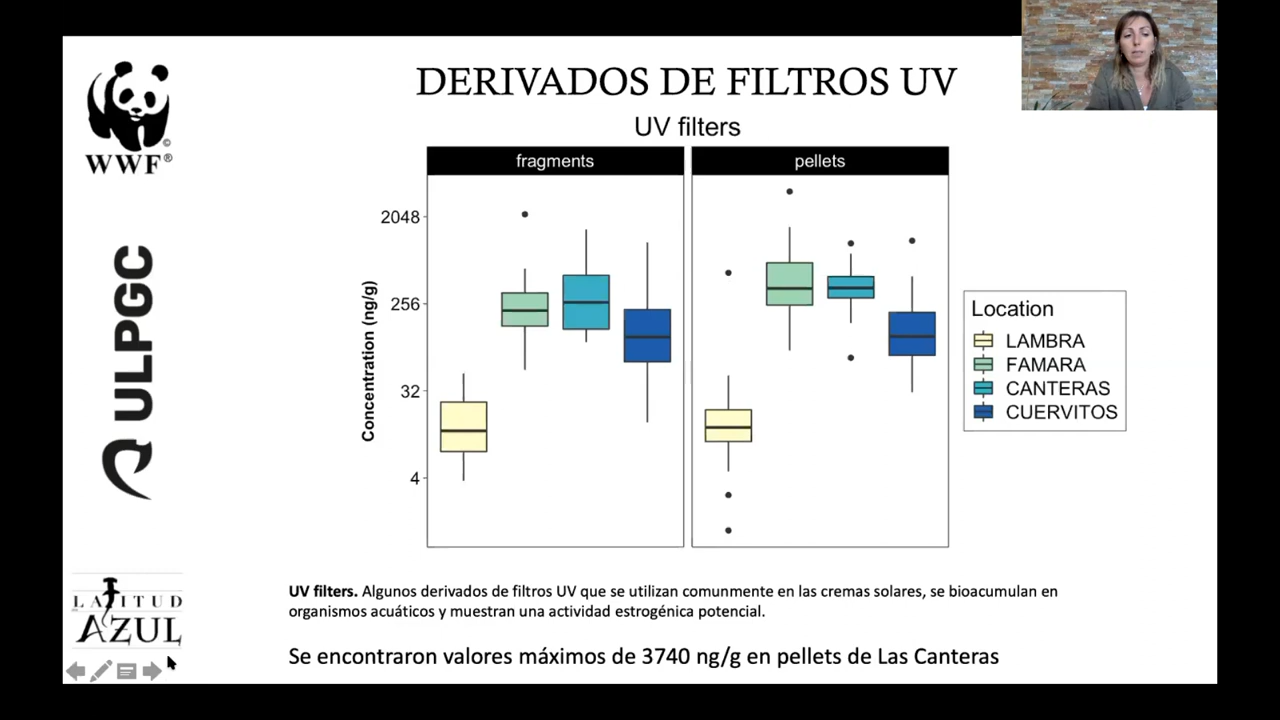 DERIVADOS DE FILTROS UV
UV filters
fragments
pellets
2048
256
32
4
Concentration (ng/g)
Location
LAMBRA
FAMARA
CANTERAS
CUERVITOS
WWF®
©
ULPGC
LATITUD
AZUL
UV filters. Algunos derivados de filtros UV que se utilizan comunmente en las cremas solares, se bioacumulan en
organismos acuáticos y muestran una actividad estrogénica potencial.
Se encontraron valores máximos de 3740 ng/g en pellets de Las Canteras